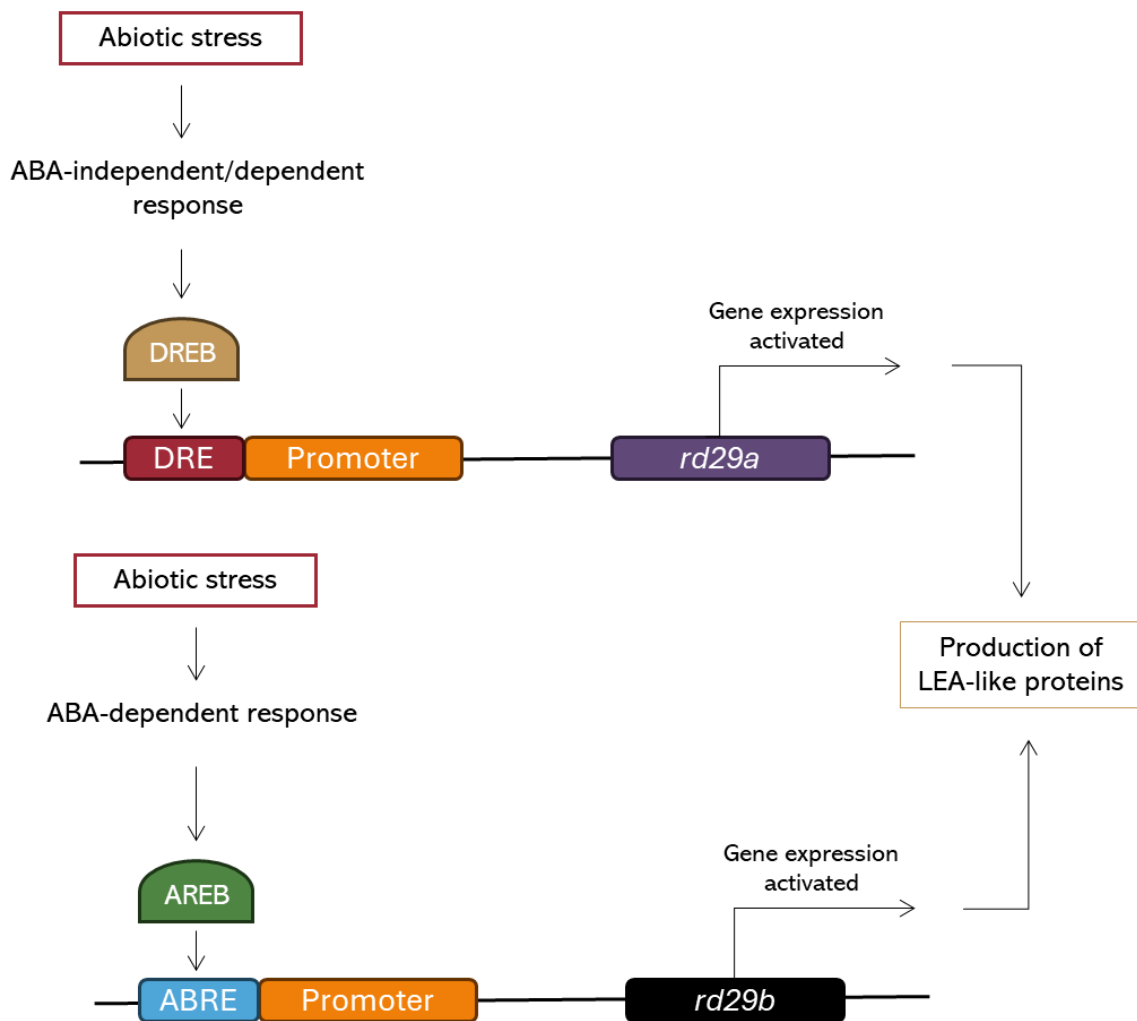 Abiotic stress
ABA-independent/dependent
response
Gene expression
activated
DREB
DRE
Promoter
rd29a
Abiotic stress
ABA-dependent response
Production of
LEA-like proteins
Gene expression
activated
AREB
ABRE
Promoter
rd29b